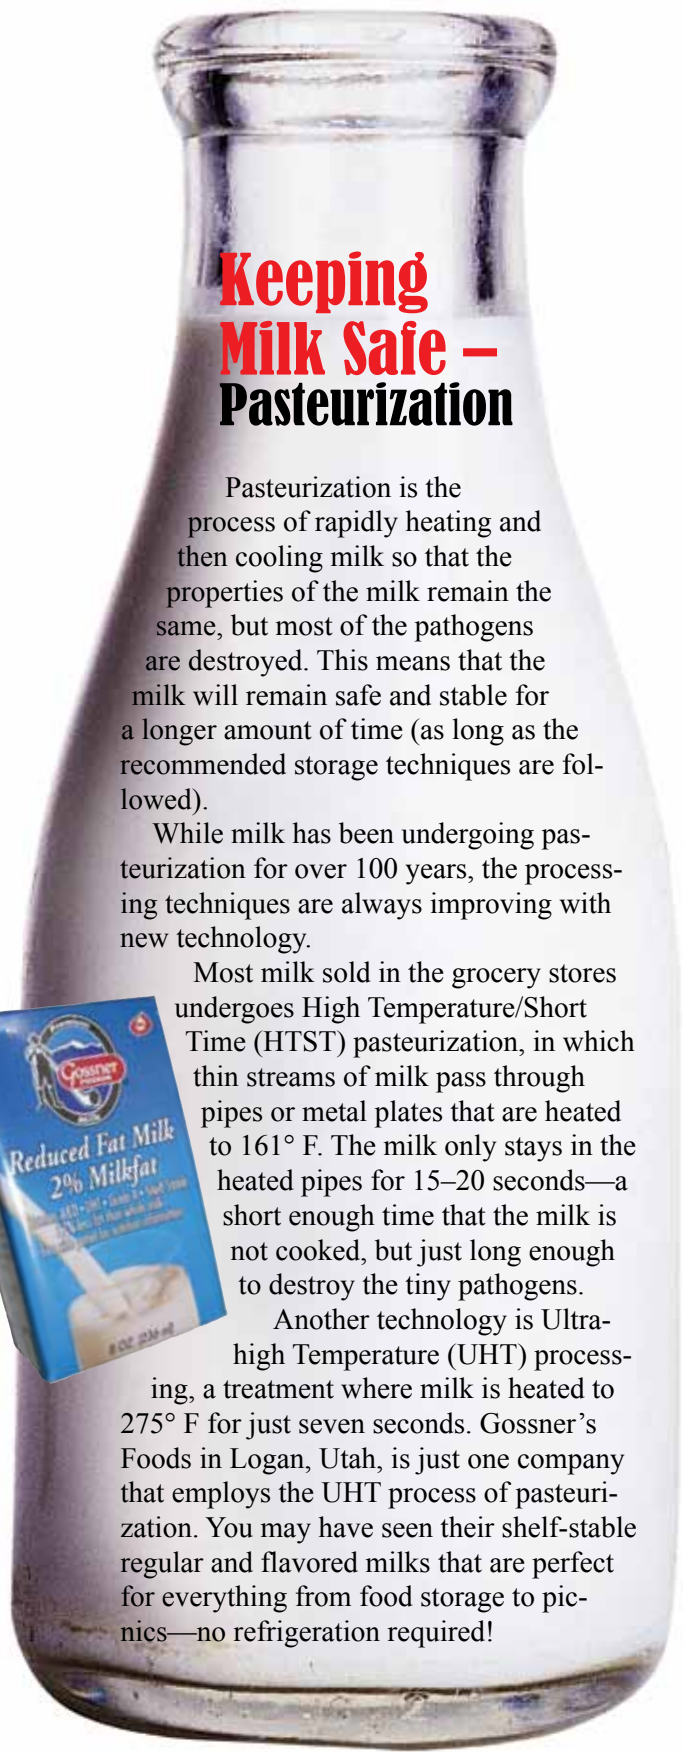 Keeping
Milk Safe –
Pasteurization
Pasteurization is the
process of rapidly heating and
then cooling milk so that the
properties of the milk remain the
same, but most of the pathogens
are destroyed. This means that the
milk will remain safe and stable for
a longer amount of time (as long as the
recommended storage techniques are fol-
lowed).
While milk has been undergoing pas-
teurization for over 100 years, the process-
ing techniques are always improving with
new technology.
Most milk sold in the grocery stores
undergoes High Temperature/Short
Time (HTST) pasteurization, in which
thin streams of milk pass through
pipes or metal plates that are heated
to 161° F. The milk only stays in the
heated pipes for 15–20 seconds—a
short enough time that the milk is
not cooked, but just long enough
to destroy the tiny pathogens.
Another technology is Ultra-
high Temperature (UHT) process-
ing, a treatment where milk is heated to
275° F for just seven seconds. Gossner’s
Foods in Logan, Utah, is just one company
that employs the UHT process of pasteuri-
zation. You may have seen their shelf-stable
regular and flavored milks that are perfect
for everything from food storage to pic-
nics—no refrigeration required!
Gossner
Reduced Fat Milk
2% Milkfat
8 OZ (236 ml)